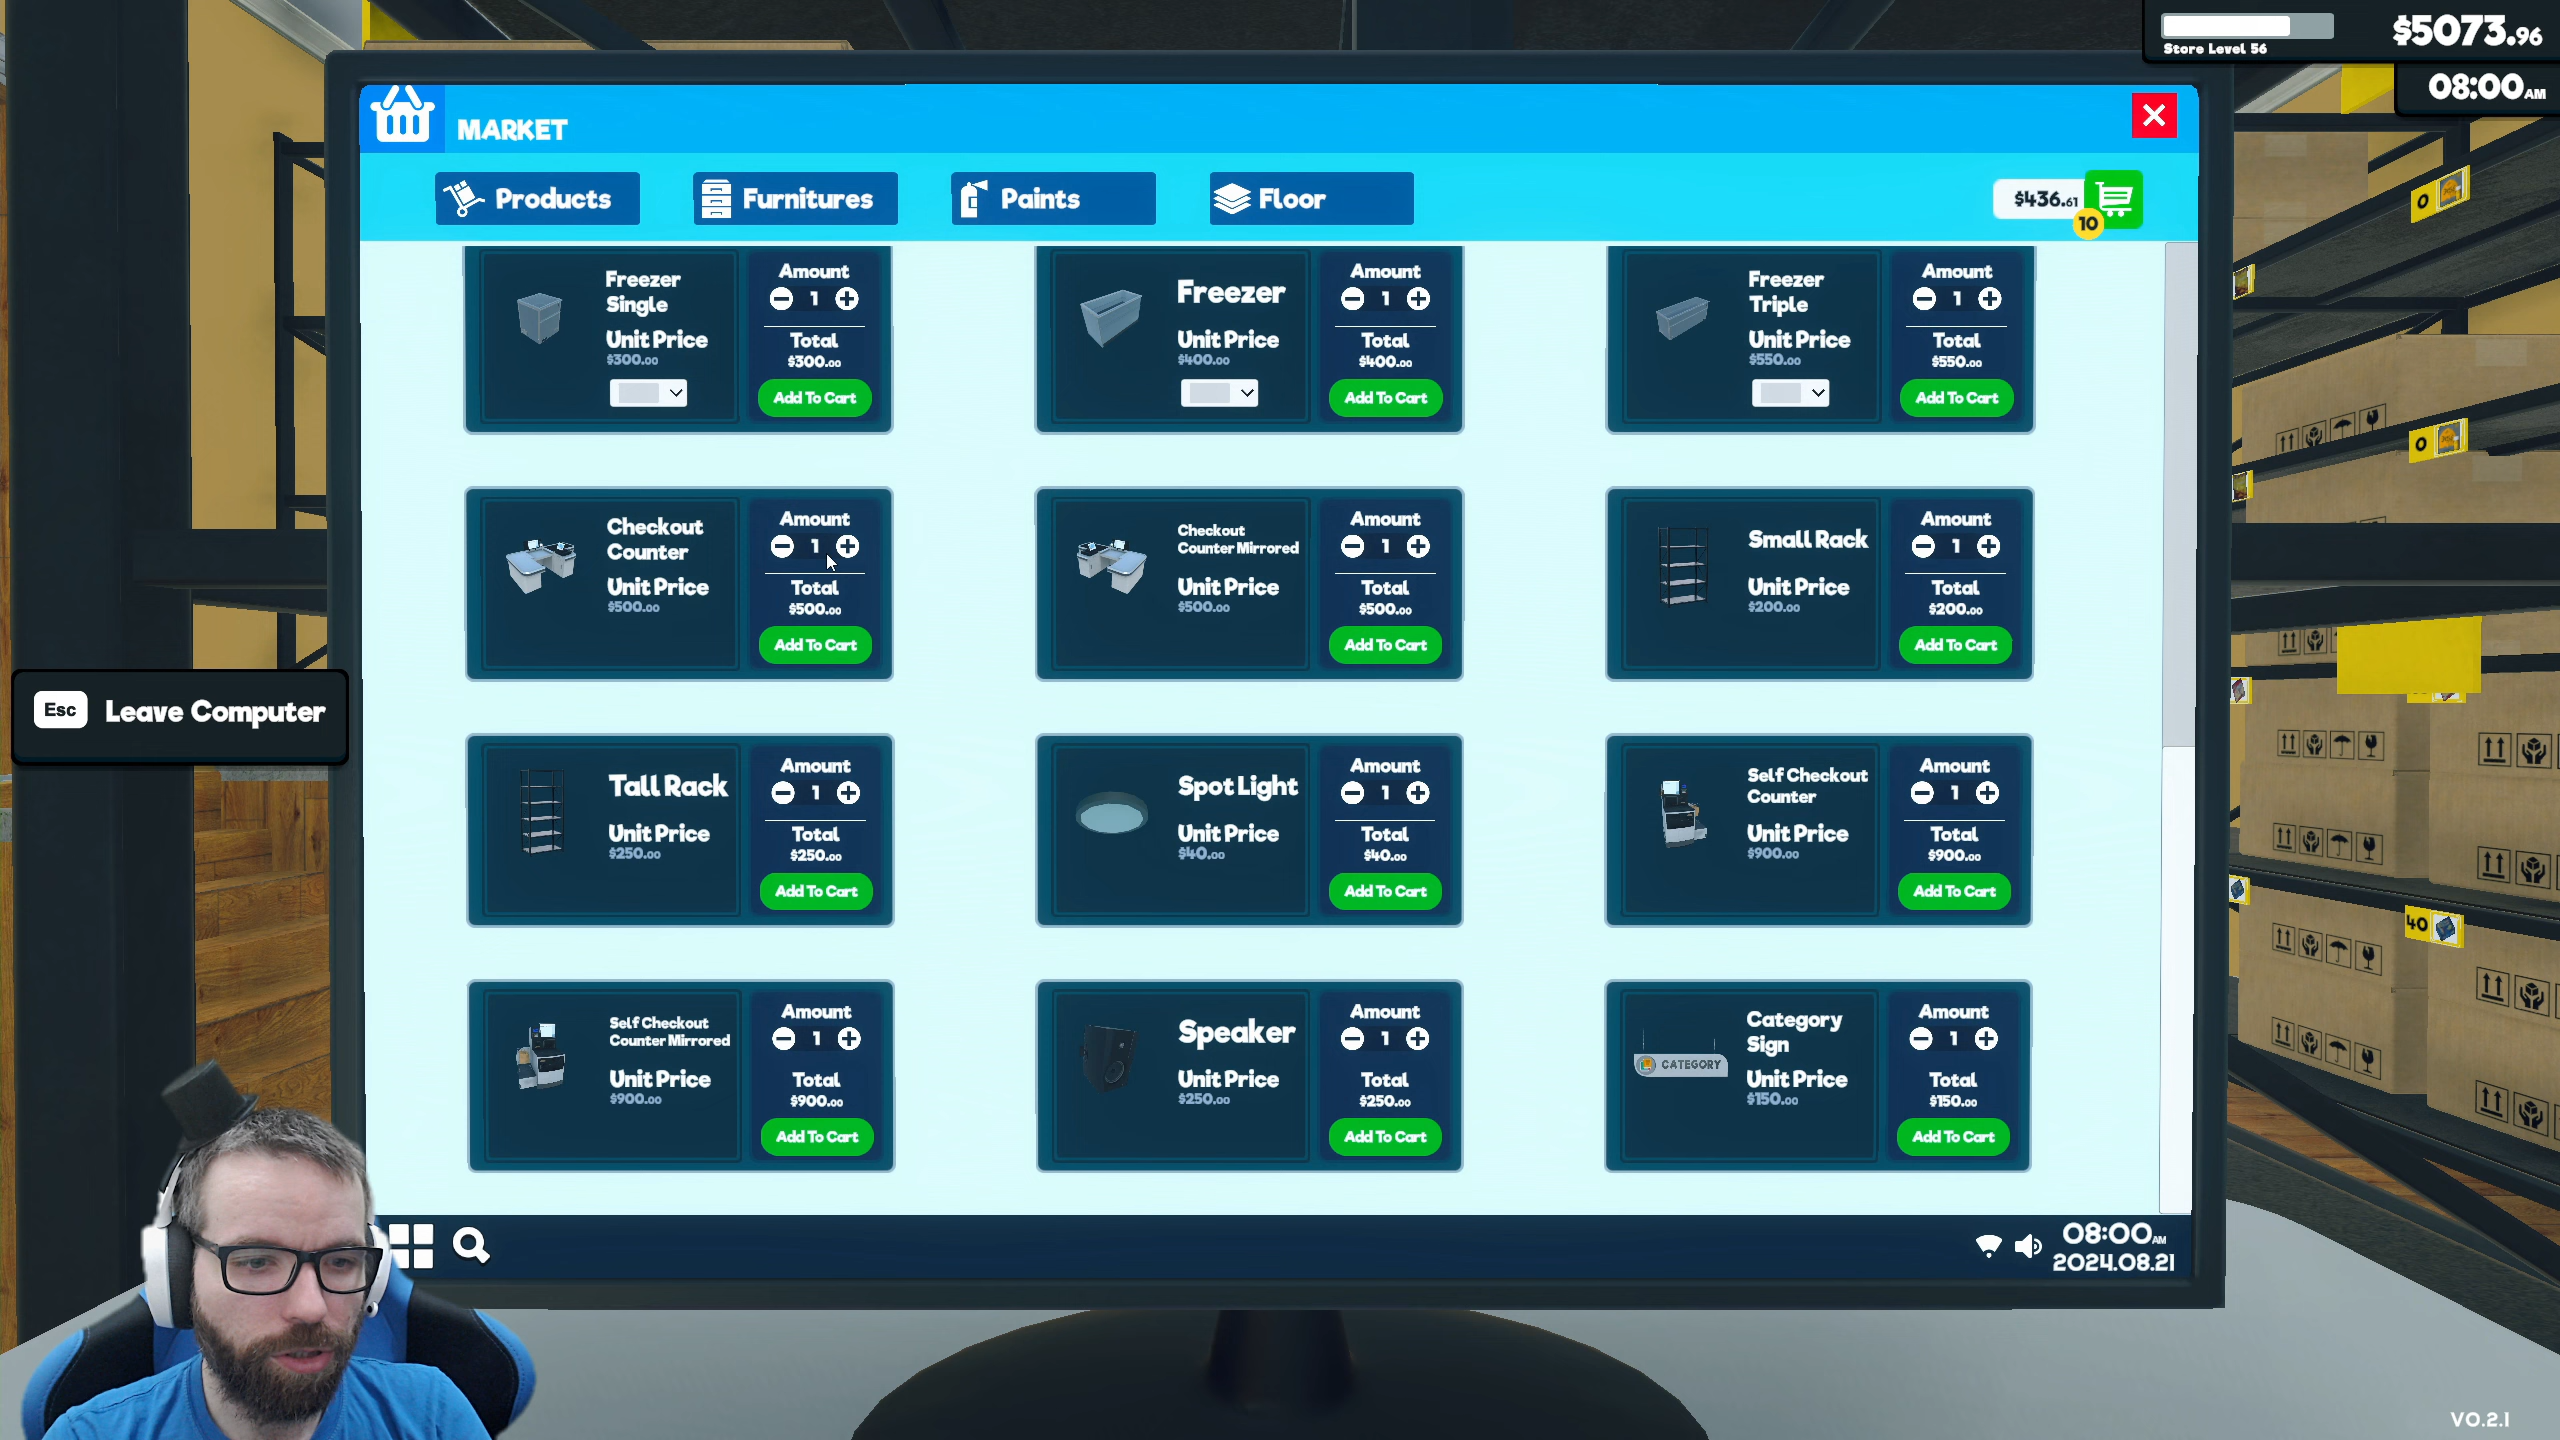 Store Level 56
$5073.96
08:00AM
MARKET
Products
Furnitures
Paints
Floor
$436.61
10
Freezer
Single
Unit Price
$300.00
Amount
1
Total
$300.00
Add To Cart
Freezer
Unit Price
$400.00
Amount
1
Total
$400.00
Add To Cart
Freezer
Triple
Unit Price
$550.00
Amount
1
Total
$550.00
Add To Cart
Checkout
Counter
Unit Price
$500.00
Amount
1
Total
$500.00
Add To Cart
Checkout
Counter Mirrored
Unit Price
$500.00
Amount
1
Total
$500.00
Add To Cart
Small Rack
Unit Price
$200.00
Amount
1
Total
$200.00
Add To Cart
Tall Rack
Unit Price
$250.00
Amount
1
Total
$250.00
Add To Cart
Spot Light
Unit Price
$40.00
Amount
1
Total
$40.00
Add To Cart
Self Checkout
Counter
Unit Price
$900.00
Amount
1
Total
$900.00
Add To Cart
Self Checkout
Counter Mirrored
Unit Price
$900.00
Amount
1
Total
$900.00
Add To Cart
Speaker
Unit Price
$250.00
Amount
1
Total
$250.00
Add To Cart
CATEGORY
Category
Sign
Unit Price
$150.00
Amount
1
Total
$150.00
Add To Cart
Esc Leave Computer
0
0
40
08:00AM
2024.08.21
V0.2.1